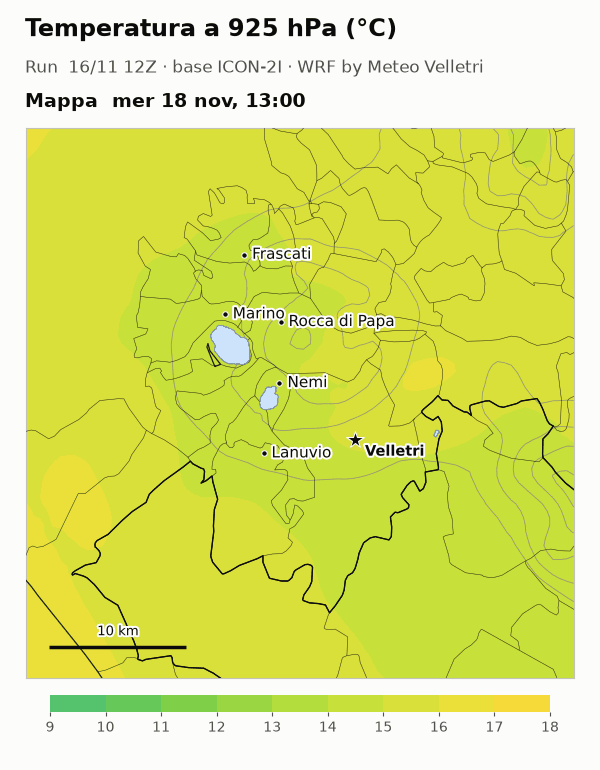 Temperatura a 925 hPa (°C)
Run  16/11 12Z · base ICON-2I · WRF by Meteo Velletri
Mappa  mer 18 nov, 13:00
Frascati
Marino
Rocca di Papa
Nemi
Velletri
Lanuvio
10 km
9 10 11 12 13 14 15 16 17 18